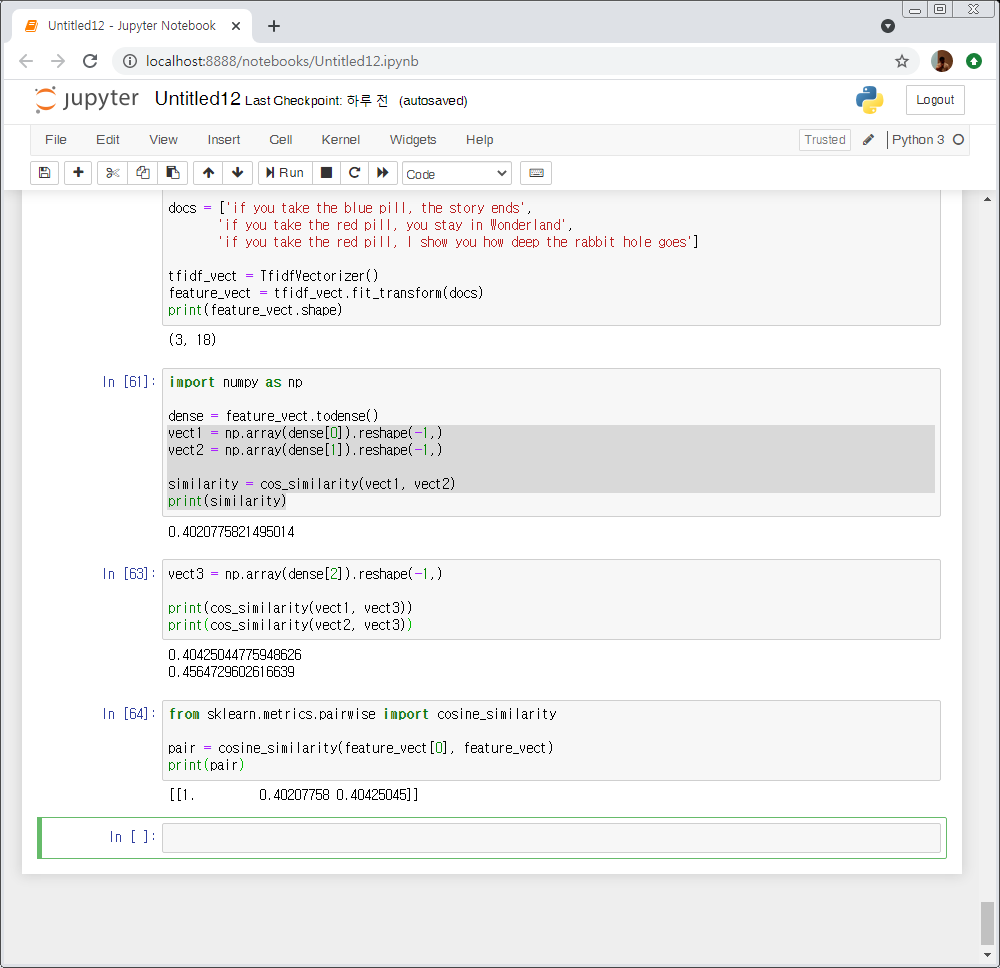 Untitled12 - Jupyter Notebook
localhost:8888/notebooks/Untitled12.ipynb
jupyter Untitled12 Last Checkpoint: 하루 전 (autosaved)
Logout
File Edit View Insert Cell Kernel Widgets Help
Trusted Python 3
Run Code
docs = ['if you take the blue pill, the story ends',
'if you take the red pill, you stay in Wonderland',
'if you take the red pill, I show you how deep the rabbit hole goes']
tfidf_vect = TfidfVectorizer()
feature_vect = tfidf_vect.fit_transform(docs)
print(feature_vect.shape)
(3, 18)
In [61]:
import numpy as np
dense = feature_vect.todense()
vect1 = np.array(dense[0]).reshape(-1,)
vect2 = np.array(dense[1]).reshape(-1,)
similarity = cos_similarity(vect1, vect2)
print(similarity)
0.4020775821495014
In [63]:
vect3 = np.array(dense[2]).reshape(-1,)
print(cos_similarity(vect1, vect3))
print(cos_similarity(vect2, vect3))
0.40425044775948626
0.4564729602616639
In [64]:
from sklearn.metrics.pairwise import cosine_similarity
pair = cosine_similarity(feature_vect[0], feature_vect)
print(pair)
[[1. 0.40207758 0.40425045]]
In [ ]: